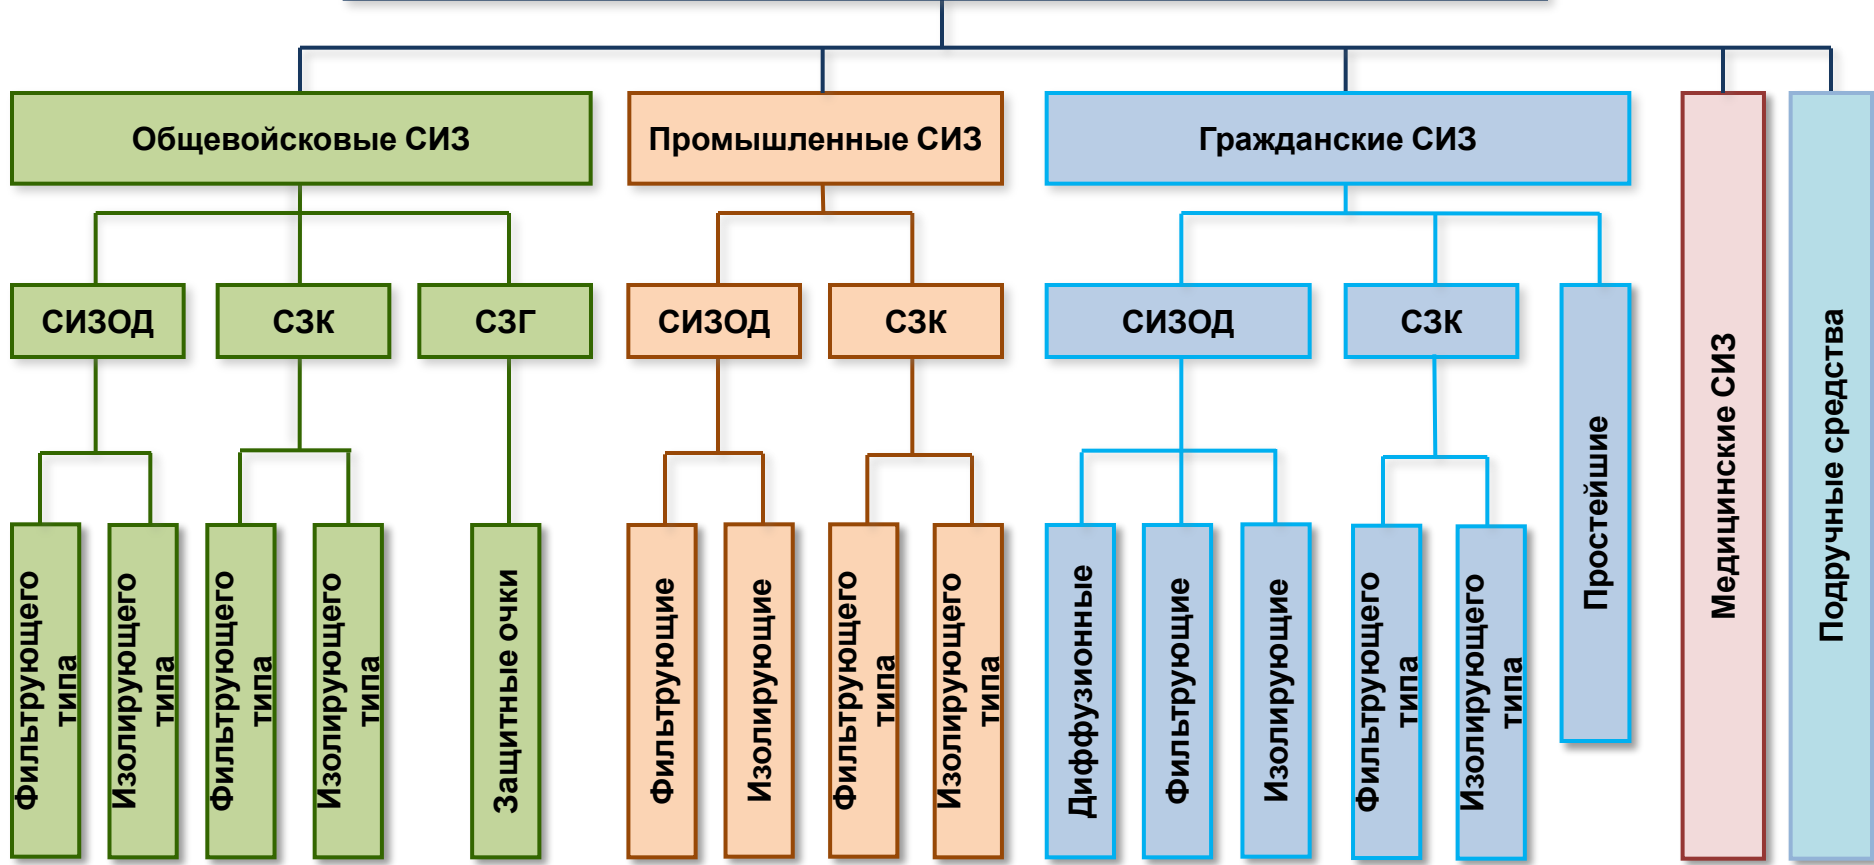 Общевойсковые СИЗ
Промышленные СИЗ
Гражданские СИЗ
СИЗОД
СЗК
СЗГ
СИЗОД
СЗК
СИЗОД
СЗК
Простейшие
Медицинские СИЗ
Подручные средства
Фильтрующего
типа
Изолирующего
типа
Фильтрующего
типа
Изолирующего
типа
Защитные очки
Фильтрующие
Изолирующие
Фильтрующего
типа
Изолирующего
типа
Диффузионные
Фильтрующие
Изолирующие
Фильтрующего
типа
Изолирующего
типа